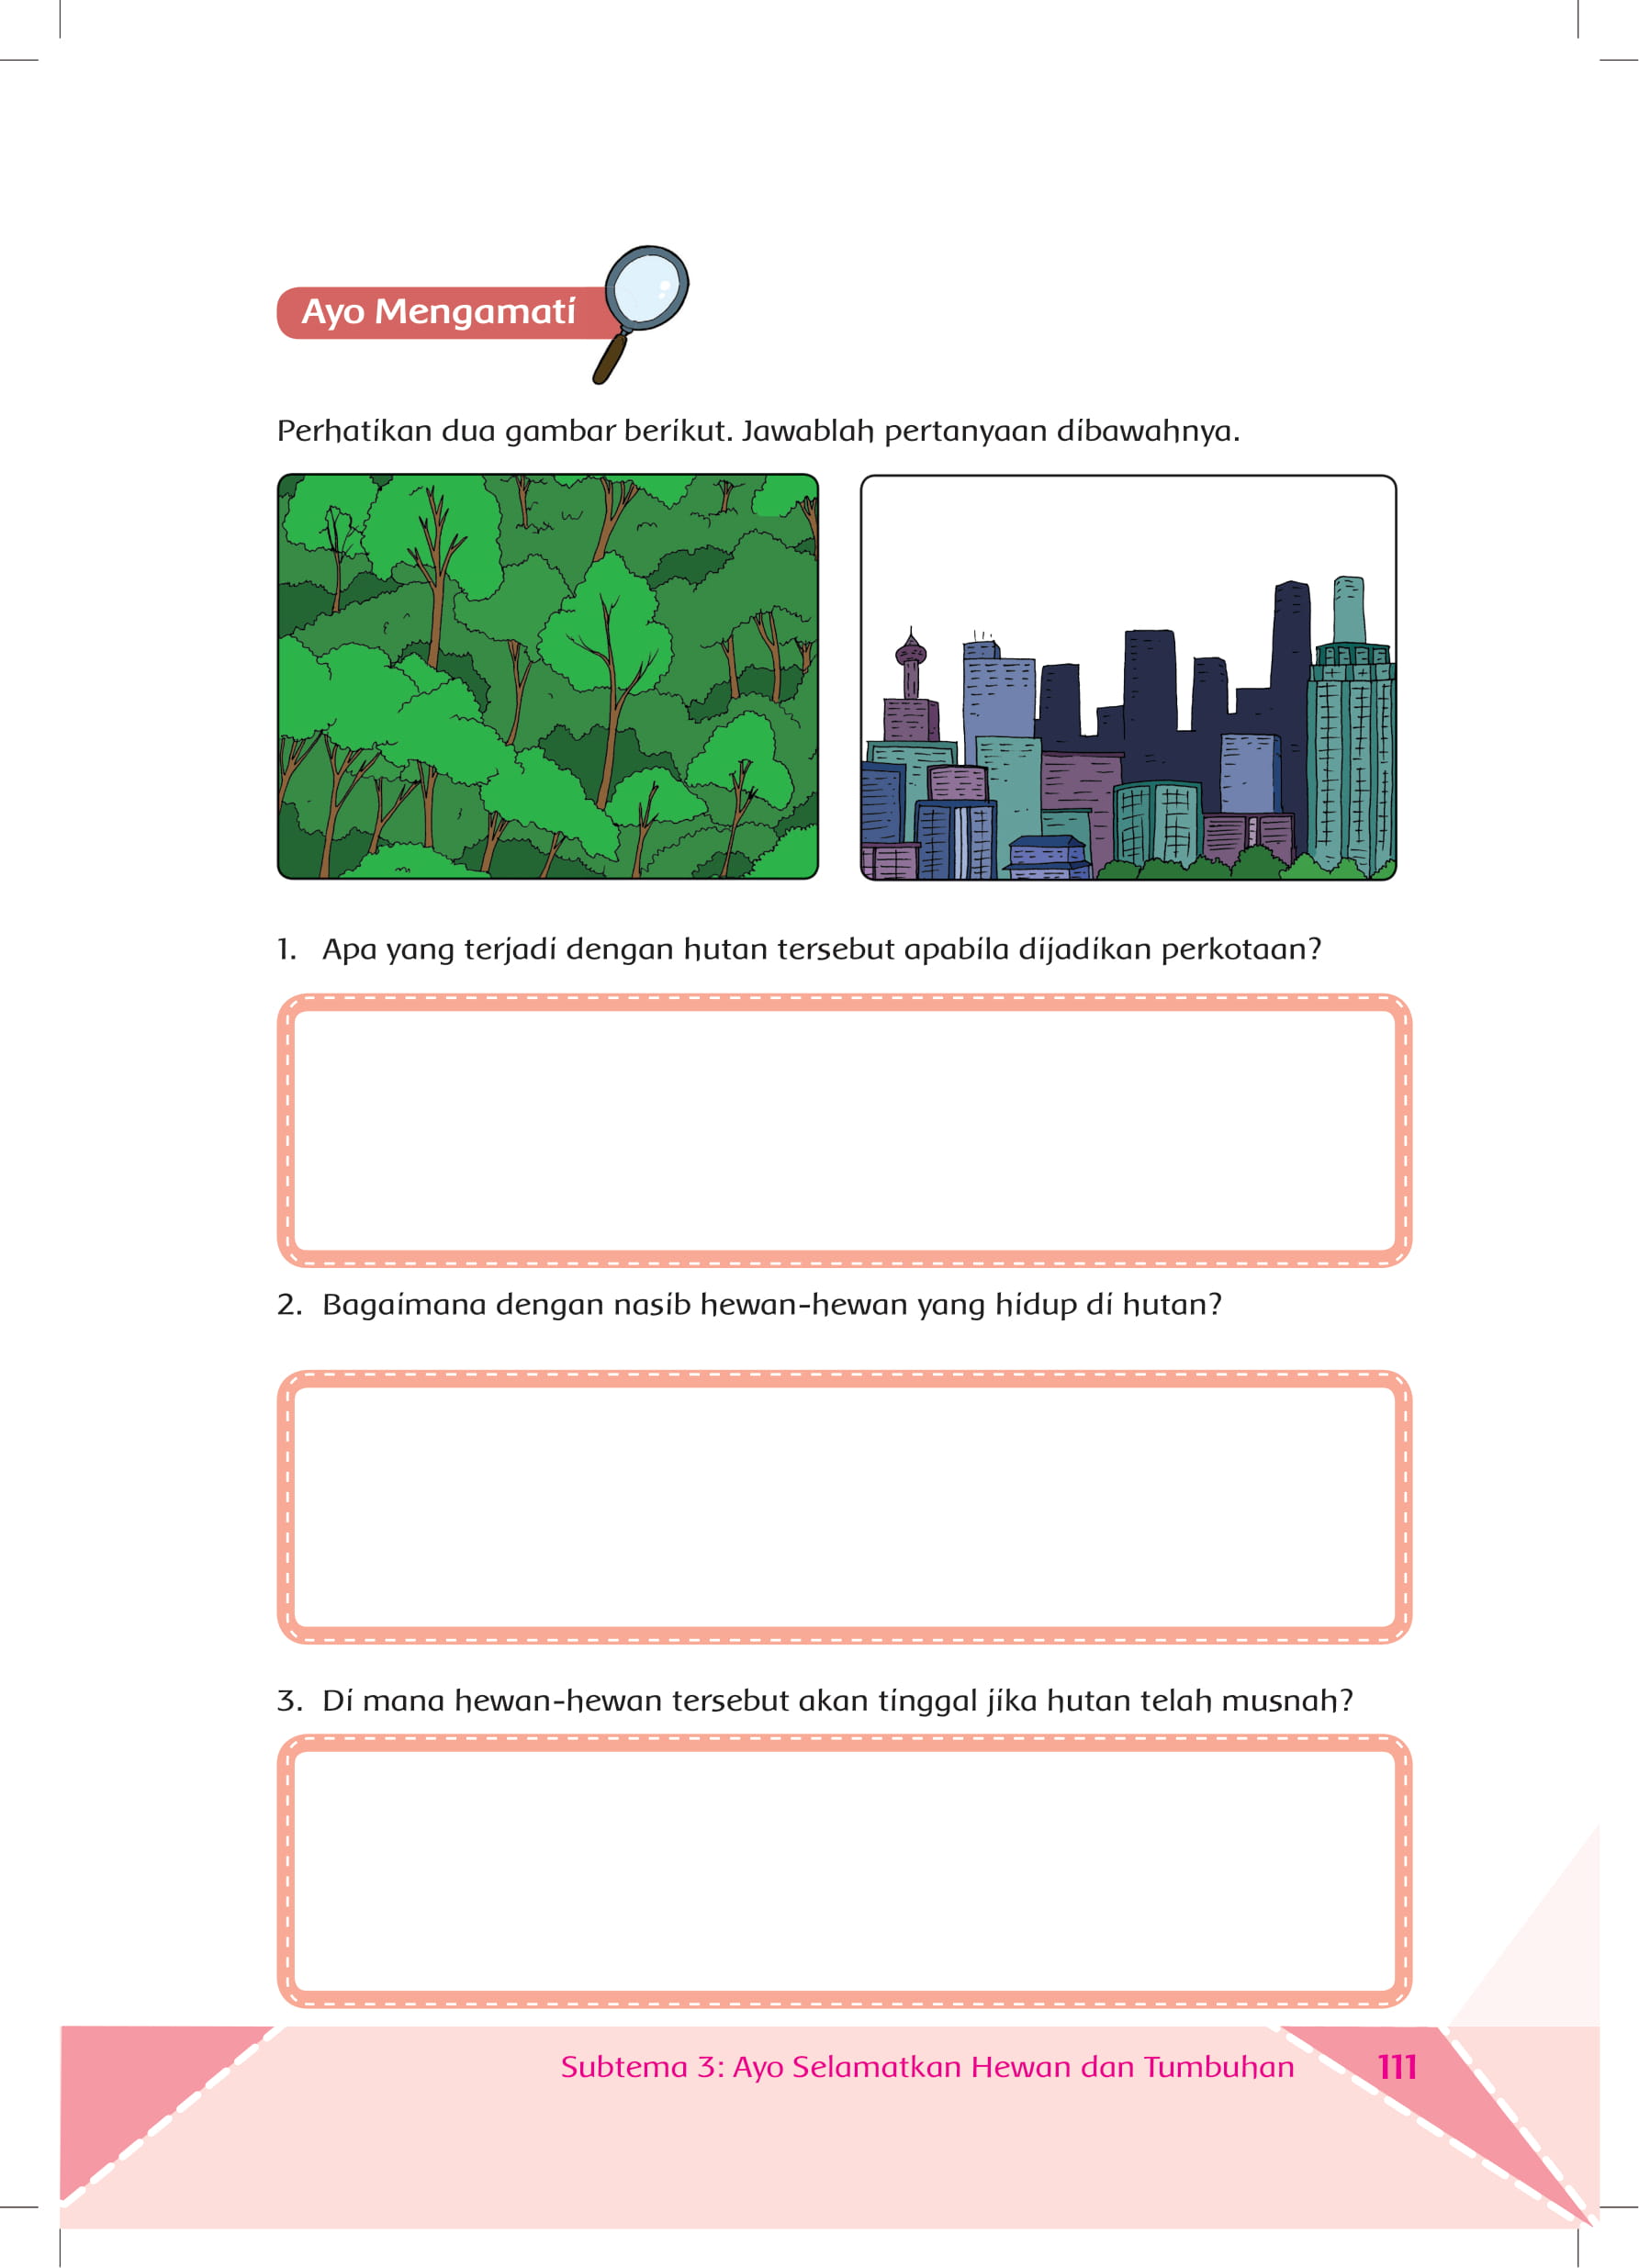 Ayo Mengamati
Perhatikan dua gambar berikut. Jawablah pertanyaan dibawahnya.
1. Apa yang terjadi dengan hutan tersebut apabila dijadikan perkotaan?
2. Bagaimana dengan nasib hewan-hewan yang hidup di hutan?
3. Di mana hewan-hewan tersebut akan tinggal jika hutan telah musnah?
Subtema 3: Ayo Selamatkan Hewan dan Tumbuhan 111